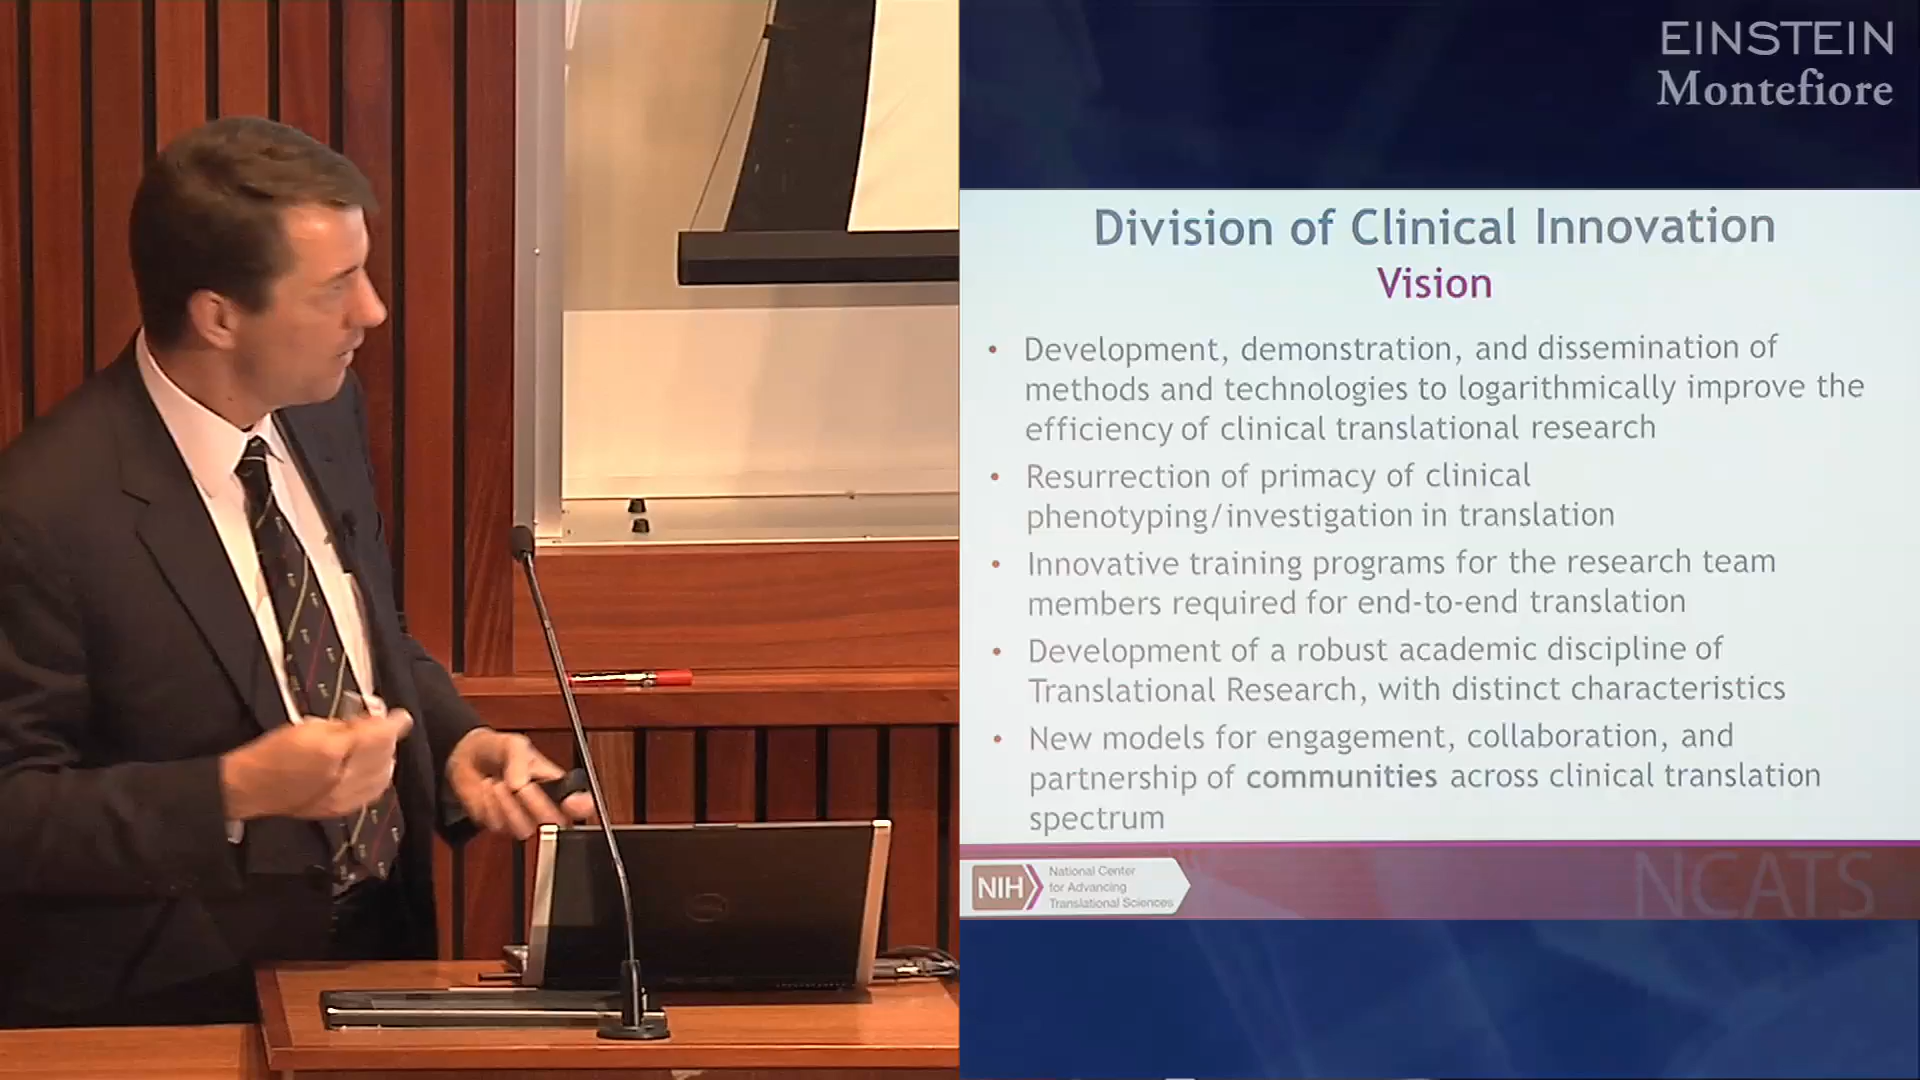 EINSTEIN
Montefiore
Division of Clinical Innovation
Vision
• Development, demonstration, and dissemination of
methods and technologies to logarithmically improve the
efficiency of clinical translational research
• Resurrection of primacy of clinical
phenotyping/investigation in translation
• Innovative training programs for the research team
members required for end-to-end translation
• Development of a robust academic discipline of
Translational Research, with distinct characteristics
• New models for engagement, collaboration, and
partnership of communities across clinical translation
spectrum
NIH
National Center
for Advancing
Translational Sciences
NCATS